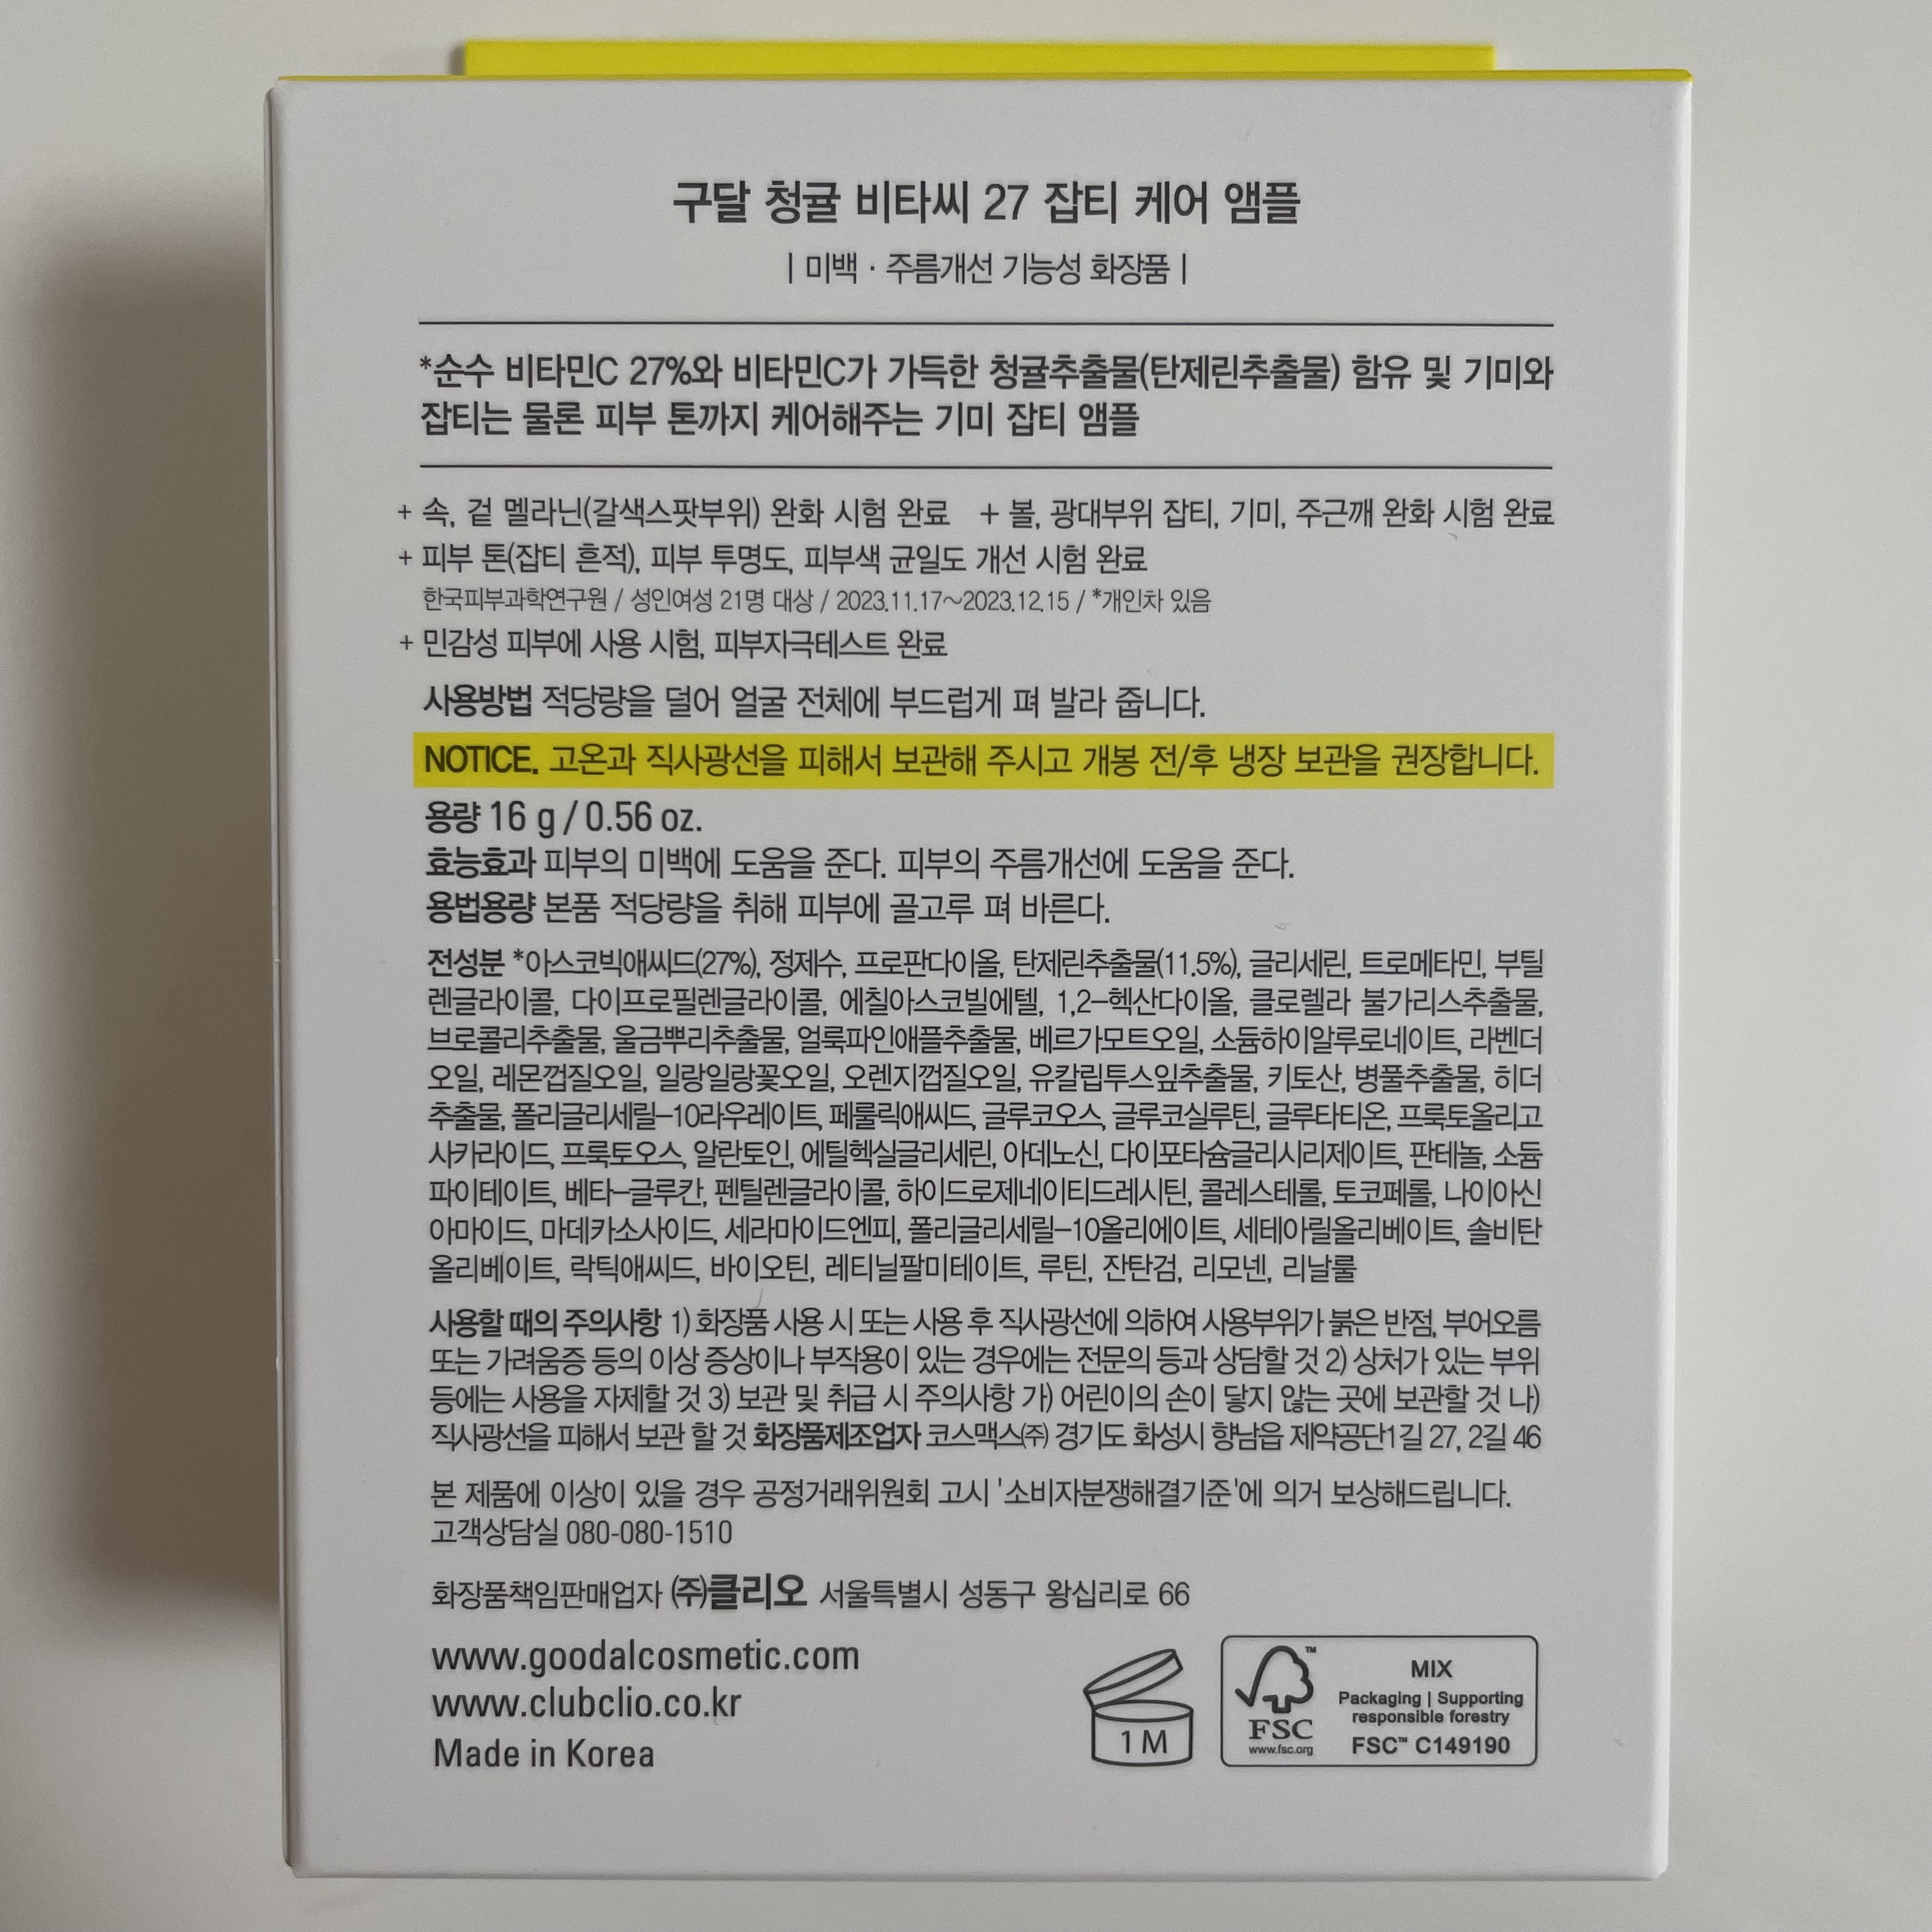 구달 청귤 비타씨 27 잡티 케어 앰플
| 미백 · 주름개선 기능성 화장품 |
*순수 비타민C 27%와 비타민C가 가득한 청귤추출물(탄제린추출물) 함유 및 기미와
잡티는 물론 피부 톤까지 케어해주는 기미 잡티 앰플
+ 속, 겉 멜라닌(갈색스팟부위) 완화 시험 완료 + 볼, 광대부위 잡티, 기미, 주근깨 완화 시험 완료
+ 피부 톤(잡티 흔적), 피부 투명도, 피부색 균일도 개선 시험 완료
한국피부과학연구원 / 성인여성 21명 대상 / 2023.11.17~2023.12.15 / *개인차 있음
+ 민감성 피부에 사용 시험, 피부자극테스트 완료
사용방법 적당량을 덜어 얼굴 전체에 부드럽게 펴 발라 줍니다.
NOTICE. 고온과 직사광선을 피해서 보관해 주시고 개봉 전/후 냉장 보관을 권장합니다.
용량 16 g / 0.56 oz.
효능효과 피부의 미백에 도움을 준다. 피부의 주름개선에 도움을 준다.
용법용량 본품 적당량을 취해 피부에 골고루 펴 바른다.
전성분 *아스코빅애씨드(27%), 정제수, 프로판다이올, 탄제린추출물(11.5%), 글리세린, 트로메타민, 부틸
렌글라이콜, 다이프로필렌글라이콜, 에칠아스코빌에텔, 1,2-헥산다이올, 클로렐라 불가리스추출물,
브로콜리추출물, 울금뿌리추출물, 얼룩파인애플추출물, 베르가모트오일, 소듐하이알루로네이트, 라벤더
오일, 레몬껍질오일, 일랑일랑꽃오일, 오렌지껍질오일, 유칼립투스잎추출물, 키토산, 병풀추출물, 히더
추출물, 폴리글리세릴-10라우레이트, 페룰릭애씨드, 글루코오스, 글루코실루틴, 글루타티온, 프룩토올리고
사카라이드, 프룩토오스, 알란토인, 에틸헥실글리세린, 아데노신, 다이포타슘글리시리제이트, 판테놀, 소듐
파이테이트, 베타-글루칸, 펜틸렌글라이콜, 하이드로제네이티드레시틴, 콜레스테롤, 토코페롤, 나이아신
아마이드, 마데카소사이드, 세라마이드엔피, 폴리글리세릴-10올리에이트, 세테아릴올리베이트, 솔비탄
올리베이트, 락틱애씨드, 바이오틴, 레티닐팔미테이트, 루틴, 잔탄검, 리모넨, 리날룰
사용할 때의 주의사항 1) 화장품 사용 시 또는 사용 후 직사광선에 의하여 사용부위가 붉은 반점, 부어오름
또는 가려움증 등의 이상 증상이나 부작용이 있는 경우에는 전문의 등과 상담할 것 2) 상처가 있는 부위
등에는 사용을 자제할 것 3) 보관 및 취급 시 주의사항 가) 어린이의 손이 닿지 않는 곳에 보관할 것 나)
직사광선을 피해서 보관 할 것 화장품제조업자 코스맥스㈜ 경기도 화성시 향남읍 제약공단1길 27, 2길 46
본 제품에 이상이 있을 경우 공정거래위원회 고시 '소비자분쟁해결기준'에 의거 보상해드립니다.
고객상담실 080-080-1510
화장품책임판매업자 ㈜클리오 서울특별시 성동구 왕십리로 66
www.goodalcosmetic.com
www.clubclio.co.kr
Made in Korea
1 M
FSC
www.fsc.org
MIX
Packaging | Supporting
responsible forestry
FSC™ C149190